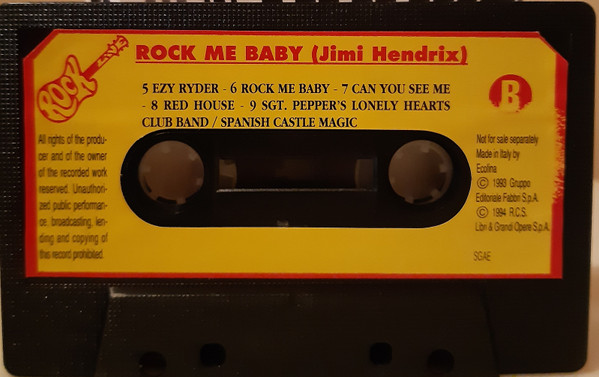 ROCK ME BABY (Jimi Hendrix)
ROCK
5 EZY RYDER - 6 ROCK ME BABY - 7 CAN YOU SEE ME
- 8 RED HOUSE - 9 SGT. PEPPER'S LONELY HEARTS
CLUB BAND / SPANISH CASTLE MAGIC
B
All rights of the produ-
cer and of the owner
of the recorded work
reserved. Unauthori-
zed public performan-
ce, broadcasting, len-
ding and copying of
this record prohibited.
Not for sale separately
Made in Italy by
Ecofina
© 1993 Gruppo
Editoriale Fabbri S.p.A.
© 1994 R.C.S.
Libri & Grandi Opere S.p.A.
SGAE